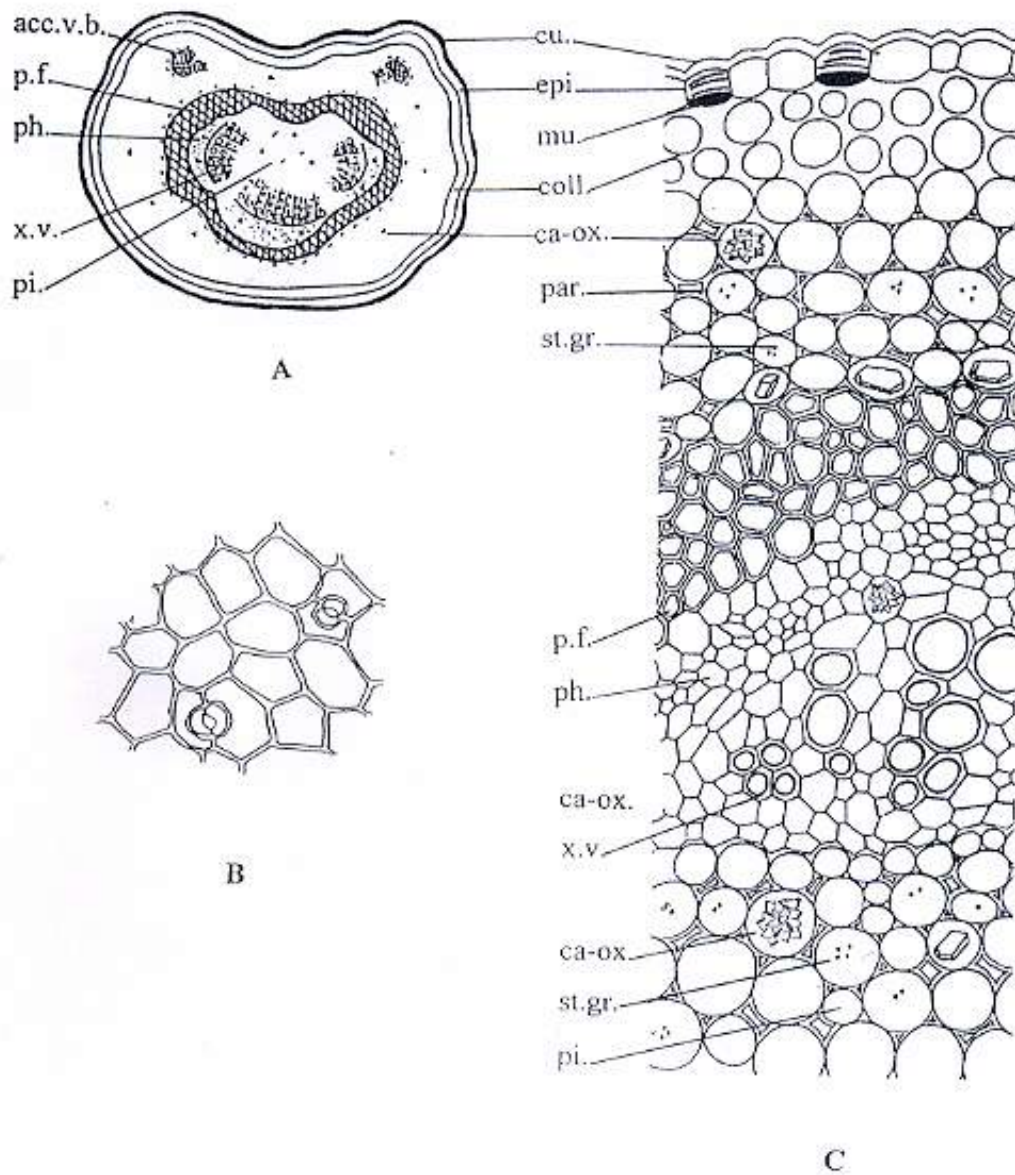 acc.v.b.
p.f.
ph.
x.v.
pi.
cu.
epi.
mu.
coll.
ca-ox.
par.
st.gr.
A
B
p.f.
ph.
ca-ox.
x.v.
ca-ox.
st.gr.
pi.
C